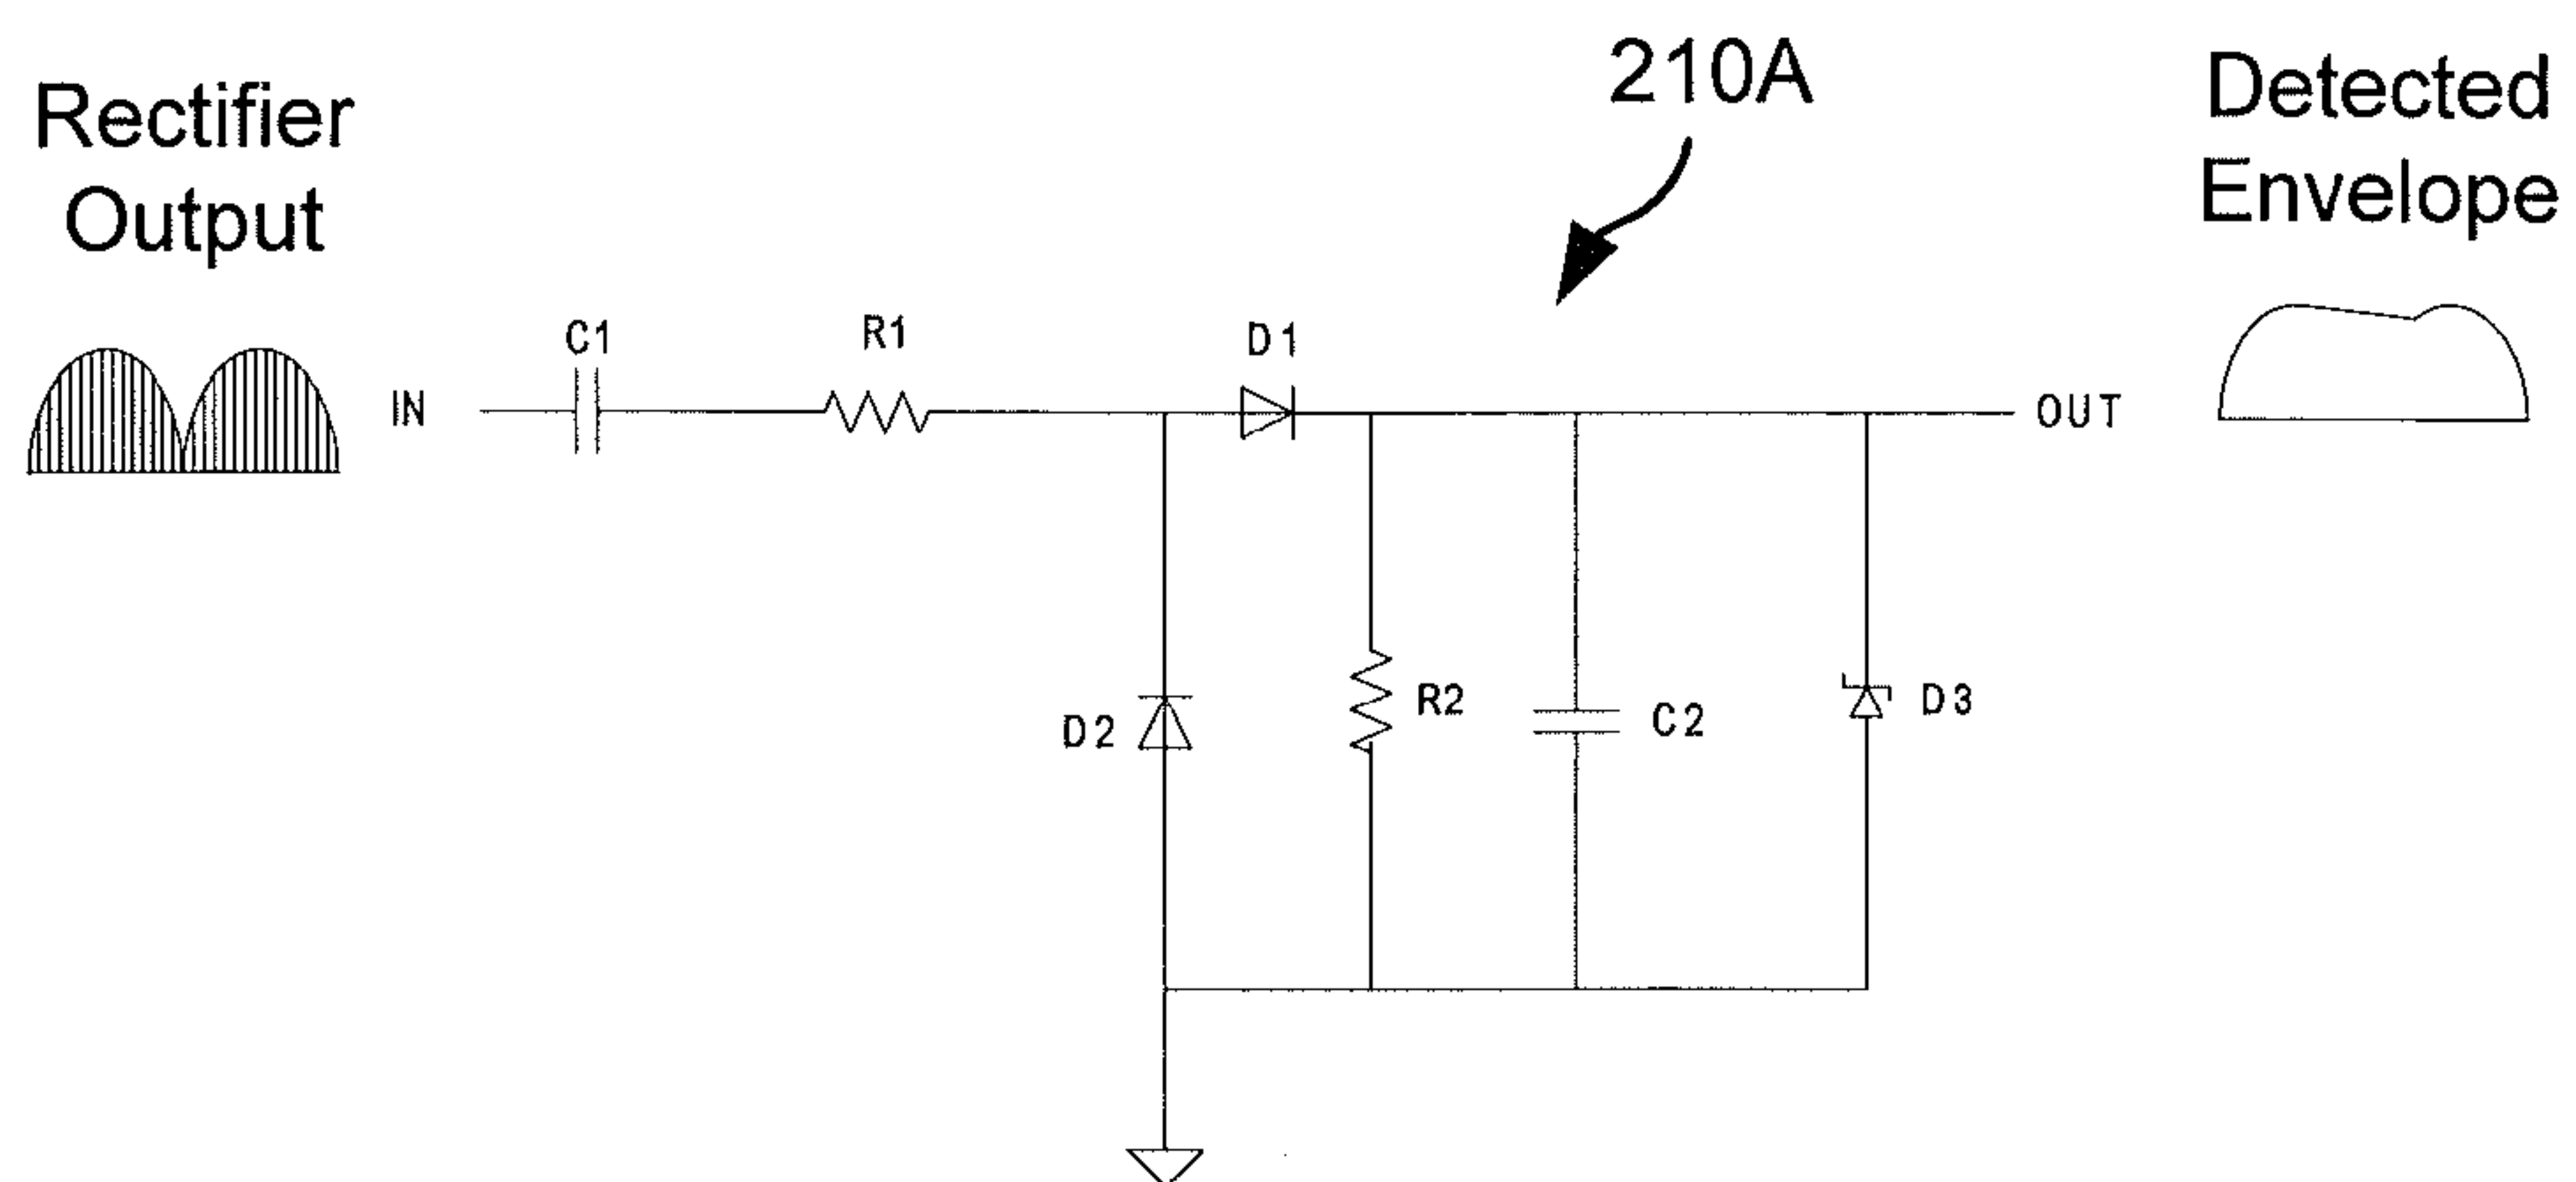 Rectifier
Output
210A
Detected
Envelope
IN
C1
R1
D1
OUT
D2
R2
C2
D3